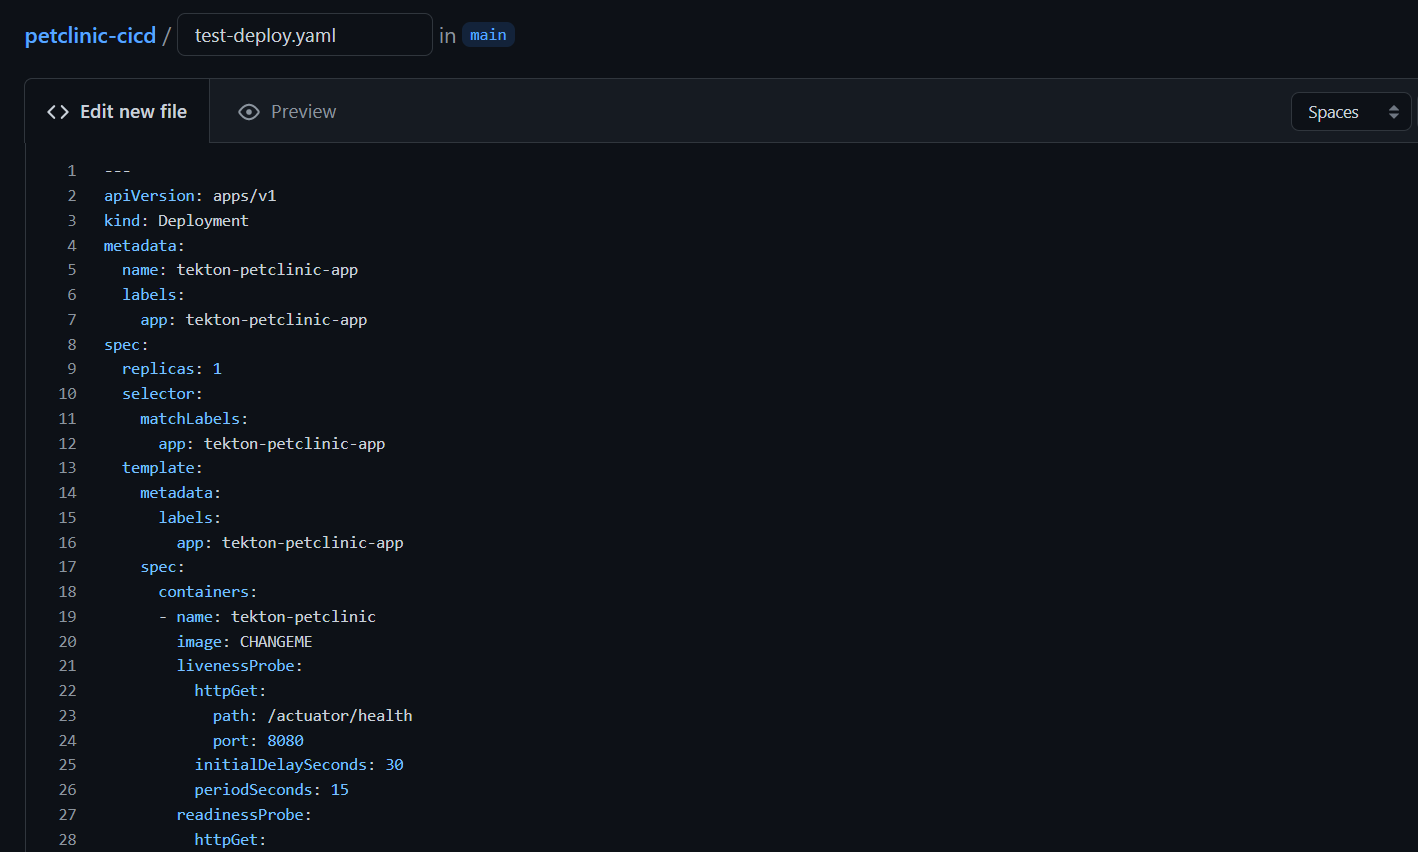 petclinic-cicd / test-deploy.yaml in main
Edit new file Preview Spaces
1 ---
2 apiVersion: apps/v1
3 kind: Deployment
4 metadata:
5   name: tekton-petclinic-app
6   labels:
7     app: tekton-petclinic-app
8 spec:
9   replicas: 1
10   selector:
11     matchLabels:
12       app: tekton-petclinic-app
13   template:
14     metadata:
15       labels:
16         app: tekton-petclinic-app
17     spec:
18       containers:
19       - name: tekton-petclinic
20         image: CHANGEME
21         livenessProbe:
22           httpGet:
23             path: /actuator/health
24             port: 8080
25           initialDelaySeconds: 30
26           periodSeconds: 15
27         readinessProbe:
28           httpGet: